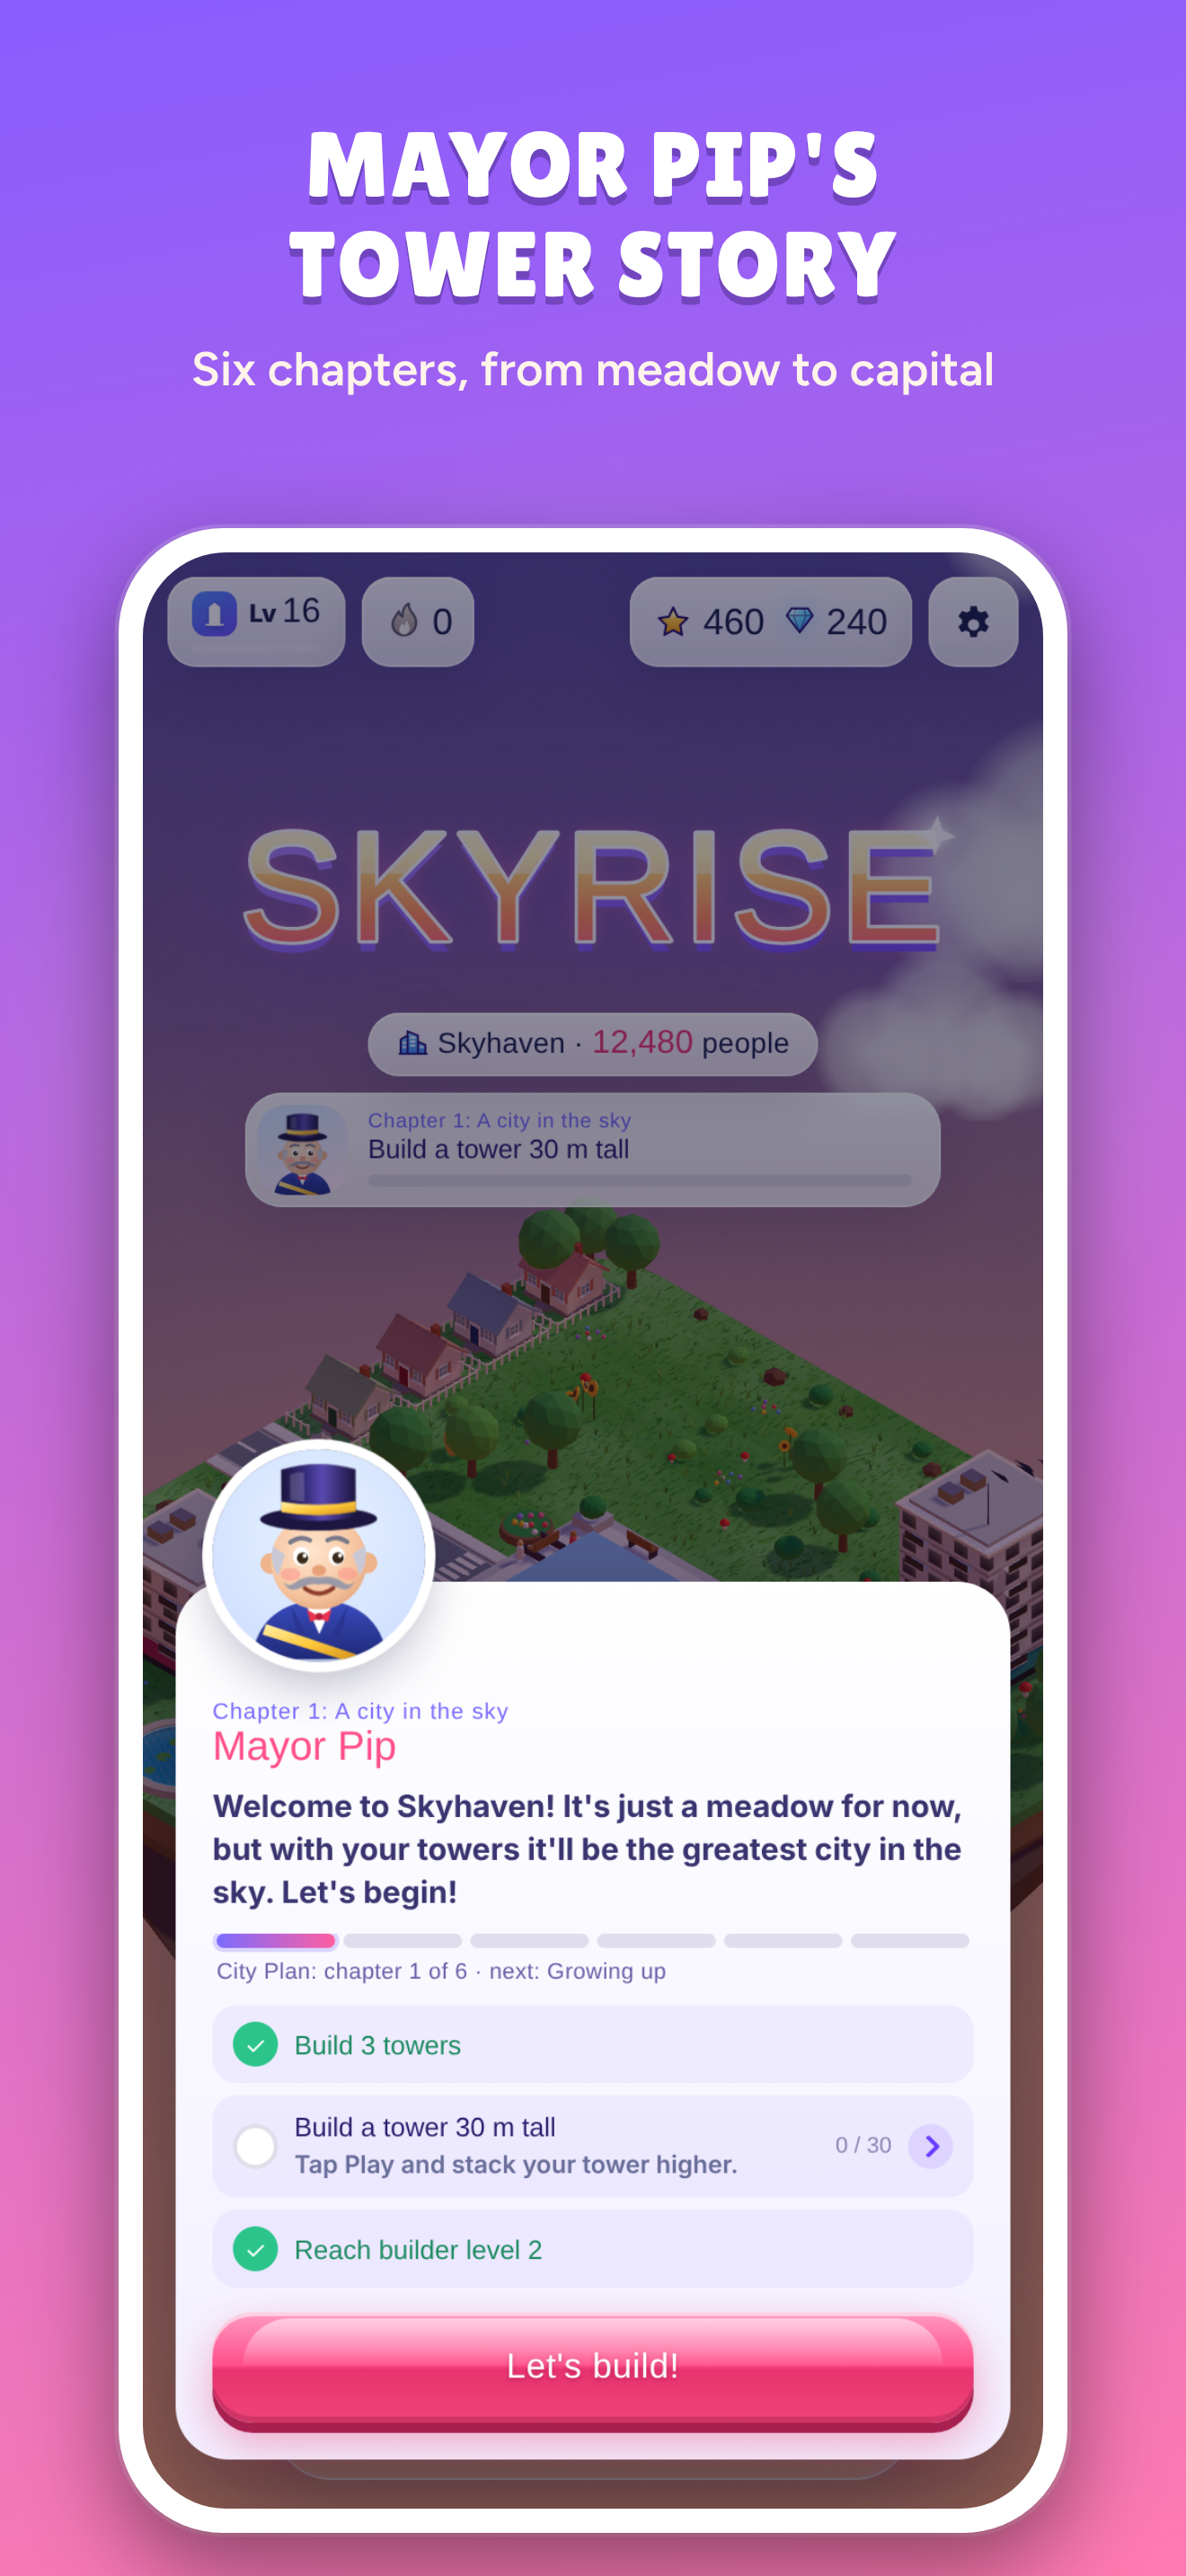 MAYOR PIP'S
TOWER STORY
Six chapters, from meadow to capital
Lv 16
0
460
240
SKYRISE
Skyhaven · 12,480 people
Chapter 1: A city in the sky
Build a tower 30 m tall
Chapter 1: A city in the sky
Mayor Pip
Welcome to Skyhaven! It's just a meadow for now,
but with your towers it'll be the greatest city in the
sky. Let's begin!
City Plan: chapter 1 of 6 · next: Growing up
Build 3 towers
Build a tower 30 m tall
Tap Play and stack your tower higher.
0 / 30
Reach builder level 2
Let's build!